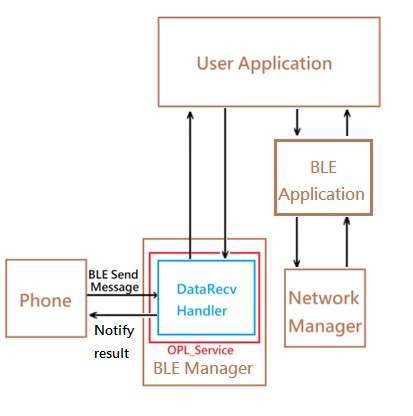 User Application
BLE
Application
BLE Send
Message
Phone
Notify
result
DataRecv
Handler
OPL_Service
BLE Manager
Network
Manager